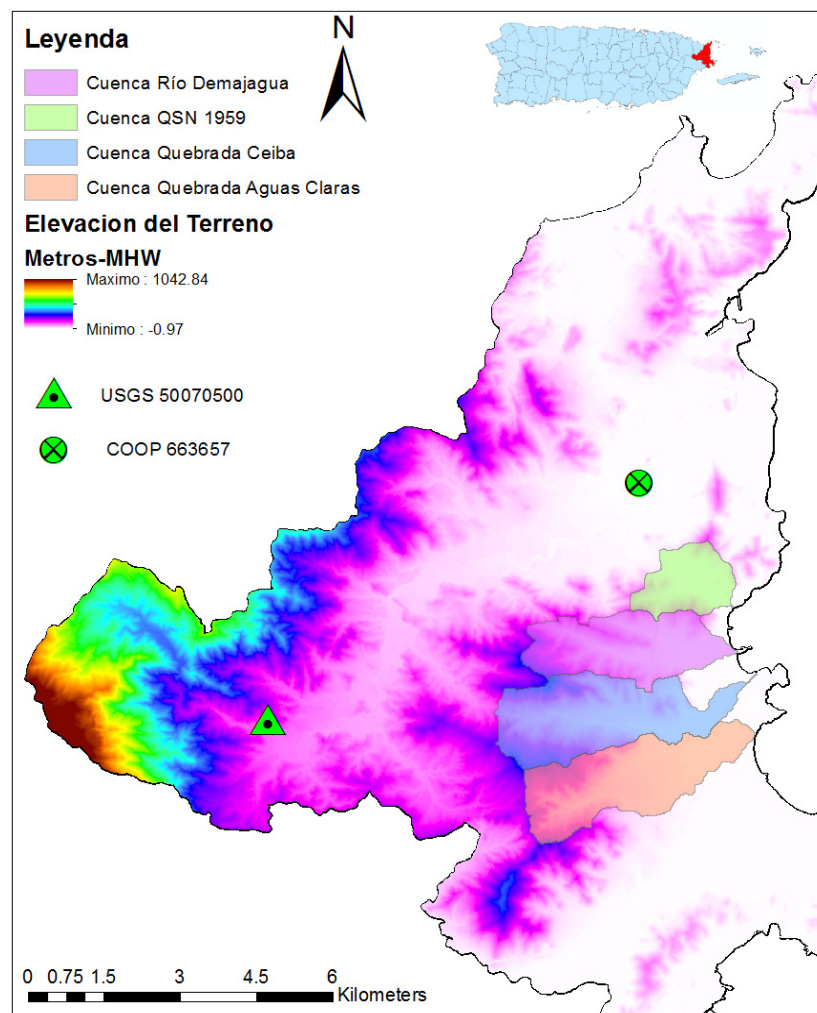 Leyenda
N
Cuenca Río Demajagua
Cuenca QSN 1959
Cuenca Quebrada Ceiba
Cuenca Quebrada Aguas Claras
Elevacion del Terreno
Metros-MHW
Maximo : 1042.84
Minimo : -0.97
USGS 50070500
COOP 663657
0 0.75 1.5 3 4.5 6
Kilometers